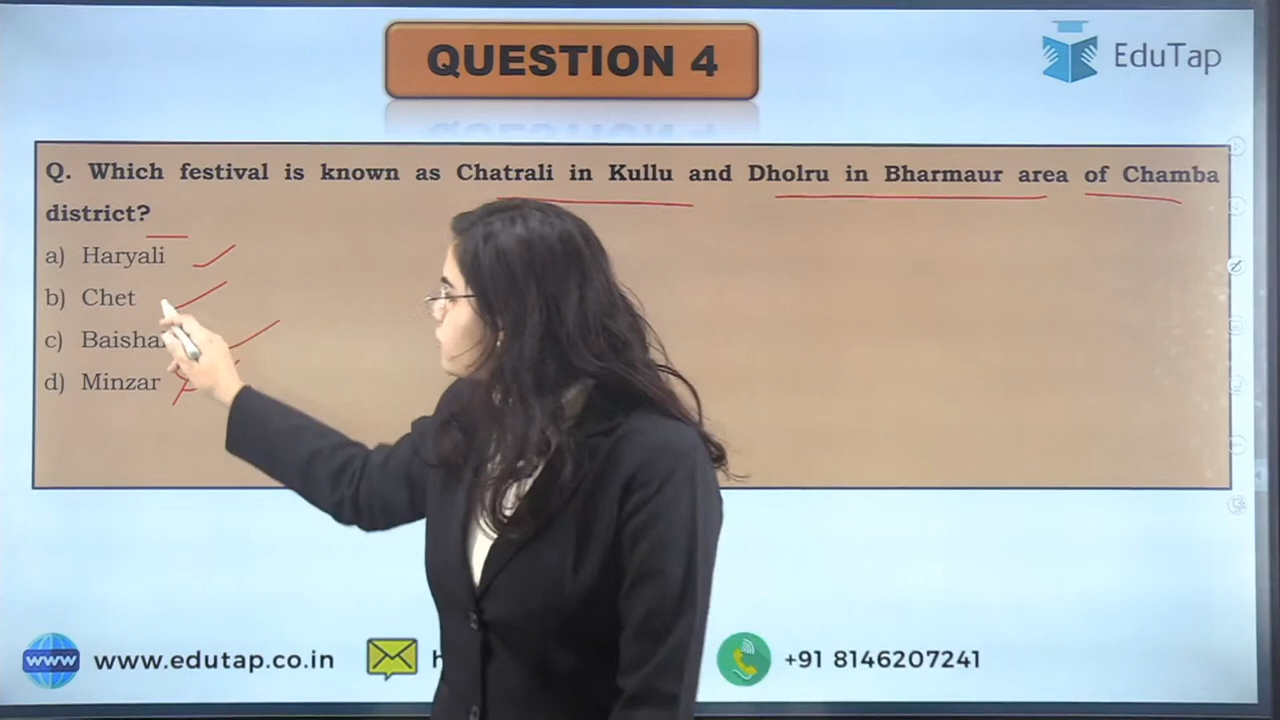 QUESTION 4
EduTap
Q. Which festival is known as Chatrali in Kullu and Dholru in Bharmaur area of Chamba
district?
a) Haryali
b) Chet
c)
d) Minzar
www
www.edutap.co.in
+91 8146207241